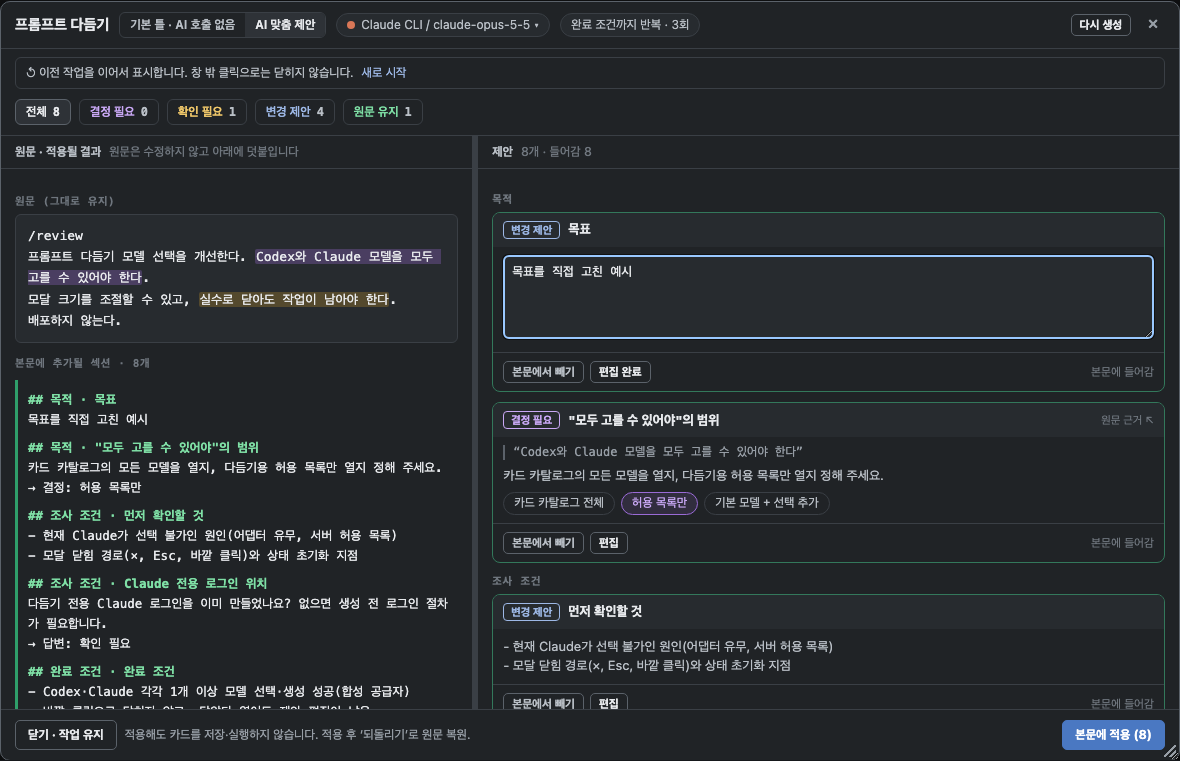 프롬프트 다듬기
기본 틀 · AI 호출 없음
AI 맞춤 제안
Claude CLI / claude-opus-5-5
완료 조건까지 반복 · 3회
다시 생성
이전 작업을 이어서 표시합니다. 창 밖 클릭으로는 닫히지 않습니다. 새로 시작
전체 8
결정 필요 0
확인 필요 1
변경 제안 4
원문 유지 1
원문 · 적용될 결과 원문은 수정하지 않고 아래에 덧붙입니다
원문 (그대로 유지)
/review
프롬프트 다듬기 모델 선택을 개선한다. Codex와 Claude 모델을 모두
고를 수 있어야 한다.
모달 크기를 조절할 수 있고, 실수로 닫아도 작업이 남아야 한다.
배포하지 않는다.
본문에 추가될 섹션 · 8개
## 목적 · 목표
목표를 직접 고친 예시
## 목적 · "모두 고를 수 있어야"의 범위
카드 카탈로그의 모든 모델을 열지, 다듬기용 허용 목록만 열지 정해 주세요.
→ 결정: 허용 목록만
## 조사 조건 · 먼저 확인할 것
- 현재 Claude가 선택 불가인 원인(어댑터 유무, 서버 허용 목록)
- 모달 닫힘 경로(×, Esc, 바깥 클릭)와 상태 초기화 지점
## 조사 조건 · Claude 전용 로그인 위치
다듬기 전용 Claude 로그인을 이미 만들었나요? 없으면 생성 전 로그인 절차
가 필요합니다.
→ 답변: 확인 필요
## 완료 조건 · 완료 조건
- Codex·Claude 각각 1개 이상 모델 선택·생성 성공(합성 공급자)
제안 8개 · 들어감 8
목적
변경 제안 목표
목표를 직접 고친 예시
본문에서 빼기
편집 완료
본문에 들어감
결정 필요 "모두 고를 수 있어야"의 범위
원문 근거 ↖
“Codex와 Claude 모델을 모두 고를 수 있어야 한다”
카드 카탈로그의 모든 모델을 열지, 다듬기용 허용 목록만 열지 정해 주세요.
카드 카탈로그 전체
허용 목록만
기본 모델 + 선택 추가
본문에서 빼기
편집
본문에 들어감
조사 조건
변경 제안 먼저 확인할 것
- 현재 Claude가 선택 불가인 원인(어댑터 유무, 서버 허용 목록)
- 모달 닫힘 경로(×, Esc, 바깥 클릭)와 상태 초기화 지점
본문에서 빼기
편집
본문에 들어감
닫기 · 작업 유지
적용해도 카드를 저장·실행하지 않습니다. 적용 후 ‘되돌리기’로 원문 복원.
본문에 적용 (8)